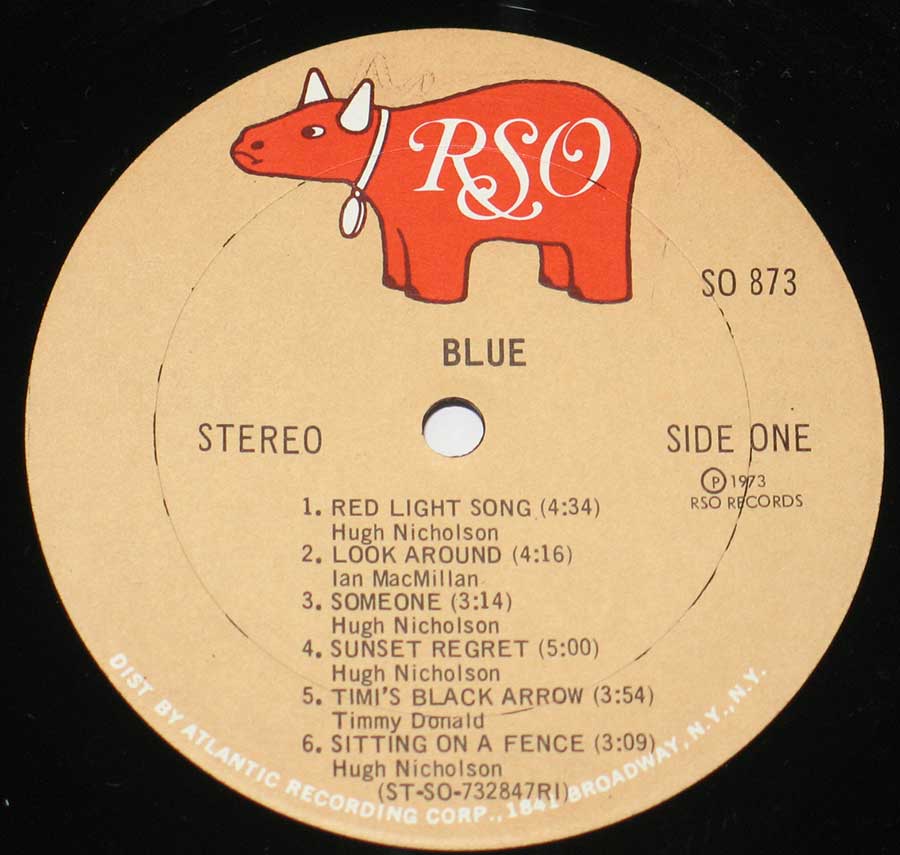 RSO
SO 873
BLUE
STEREO
SIDE ONE
℗ 1973
RSO RECORDS
1. RED LIGHT SONG (4:34)
Hugh Nicholson
2. LOOK AROUND (4:16)
Ian MacMillan
3. SOMEONE (3:14)
Hugh Nicholson
4. SUNSET REGRET (5:00)
Hugh Nicholson
5. TIMI'S BLACK ARROW (3:54)
Timmy Donald
6. SITTING ON A FENCE (3:09)
Hugh Nicholson
(ST-SO-732847RI)
DIST BY ATLANTIC RECORDING CORP., 1841 BROADWAY, N.Y., N.Y.